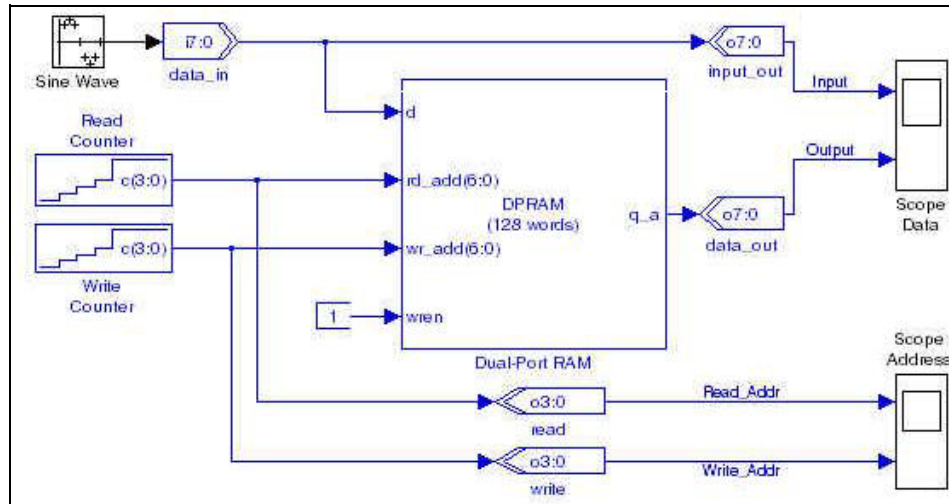 Sine Wave
i7:0
data_in
o7:0
input_out
Input
Read
Counter
c(3:0)
d
rd_add(6:0)
DPRAM
(128 words)
q_a
Output
o7:0
data_out
Scope
Data
c(3:0)
Write
Counter
wr_add(6:0)
1
wren
Dual-Port RAM
Scope
Address
o3:0
read
Read_Addr
o3:0
write
Write_Addr